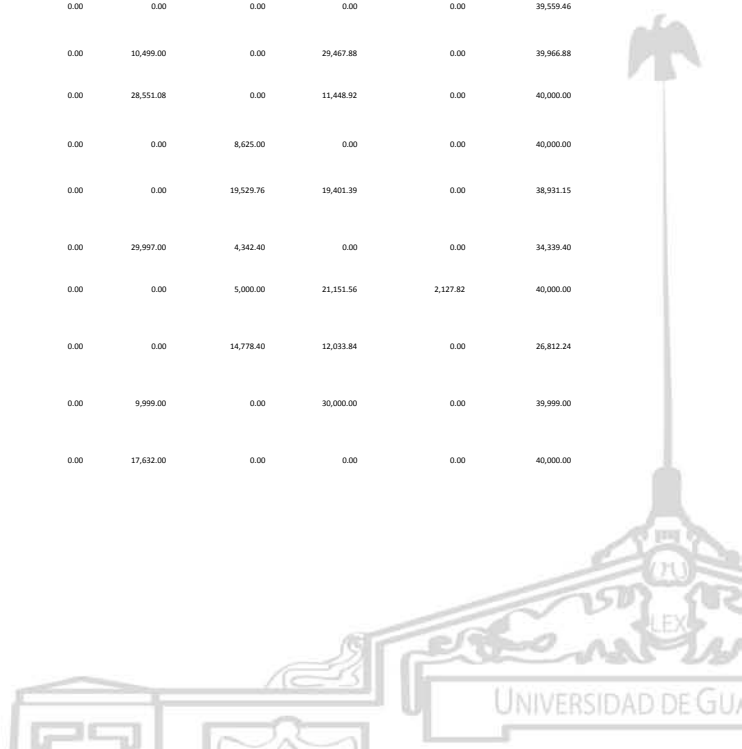 0.00 0.00 0.00 0.00 0.00 39,559.46
0.00 10,499.00 0.00 29,467.88 0.00 39,966.88
0.00 28,551.08 0.00 11,448.92 0.00 40,000.00
0.00 0.00 8,625.00 0.00 0.00 40,000.00
0.00 0.00 19,529.76 19,401.39 0.00 38,931.15
0.00 29,997.00 4,342.40 0.00 0.00 34,339.40
0.00 0.00 5,000.00 21,151.56 2,127.82 40,000.00
0.00 0.00 14,778.40 12,033.84 0.00 26,812.24
0.00 9,999.00 0.00 30,000.00 0.00 39,999.00
0.00 17,632.00 0.00 0.00 0.00 40,000.00
LEX
UNIVERSIDAD DE GUA